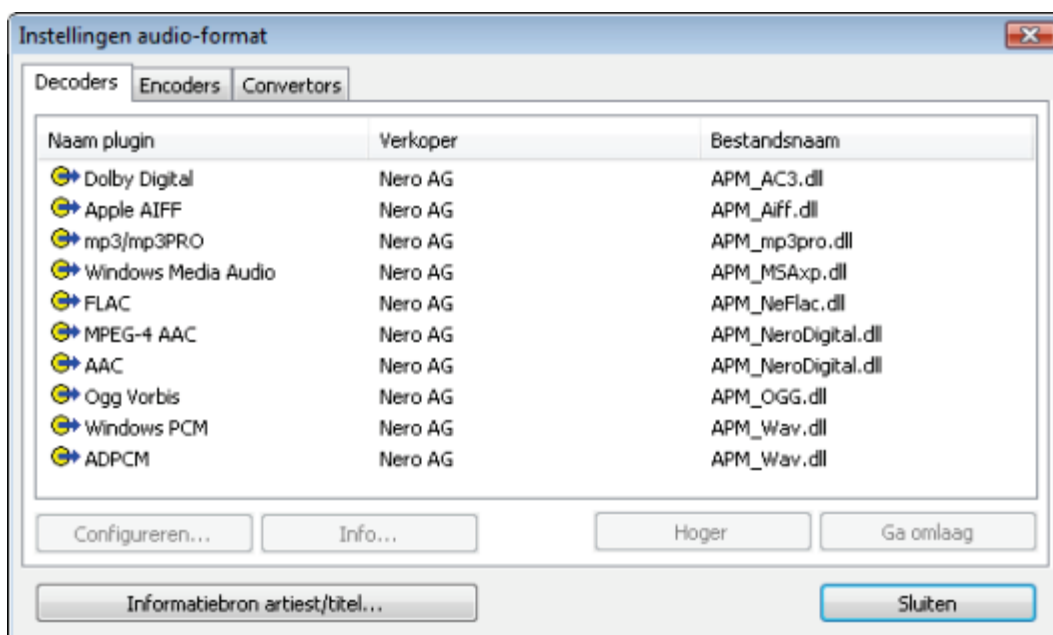 Instellingen audio-format
Decoders Encoders Convertors
Naam plugin Verkoper Bestandsnaam
Dolby Digital Nero AG APM_AC3.dll
Apple AIFF Nero AG APM_Aiff.dll
mp3/mp3PRO Nero AG APM_mp3pro.dll
Windows Media Audio Nero AG APM_MSAxp.dll
FLAC Nero AG APM_NeFlac.dll
MPEG-4 AAC Nero AG APM_NeroDigital.dll
AAC Nero AG APM_NeroDigital.dll
Ogg Vorbis Nero AG APM_OGG.dll
Windows PCM Nero AG APM_Wav.dll
ADPCM Nero AG APM_Wav.dll
Configureren... Info... Hoger Ga omlaag
Informatiebron artiest/titel... Sluiten